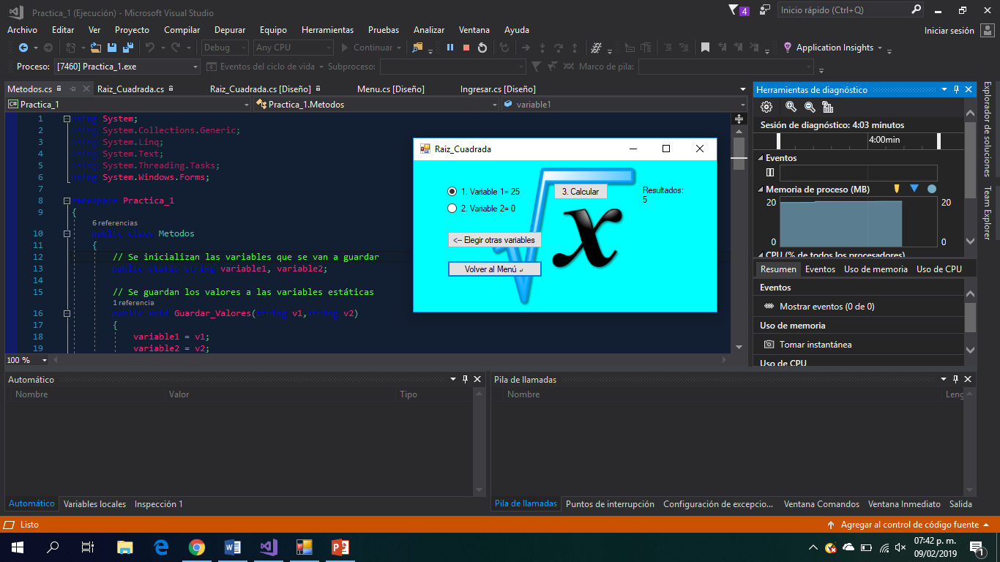 Practica_1 (Ejecución) - Microsoft Visual Studio
4
Inicio rápido (Ctrl+Q)
Archivo Editar Ver Proyecto Compilar Depurar Equipo Herramientas Pruebas Analizar Ventana Ayuda
Iniciar sesión
Debug Any CPU Continuar Application Insights
Proceso: [7460] Practica_1.exe Eventos del ciclo de vida Subproceso: Marco de pila:
Metodos.cs Raiz_Cuadrada.cs Raiz_Cuadrada.cs [Diseño] Menu.cs [Diseño] Ingresar.cs [Diseño]
C# Practica_1 Practica_1.Metodos variable1
1 using System;
2 using System.Collections.Generic;
3 using System.Linq;
4 using System.Text;
5 using System.Threading.Tasks;
6 using System.Windows.Forms;
7
8 namespace Practica_1
9 {
6 referencias
10 public class Metodos
11 {
12 // Se inicializan las variables que se van a guardar
13 public static string variable1, variable2;
14
15 // Se guardan los valores a las variables estáticas
1 referencia
16 public void Guardar_Valores(string v1,string v2)
17 {
18 variable1 = v1;
19 variable2 = v2;
100 %
Raiz_Cuadrada
1. Variable 1= 25
2. Variable 2= 0
3. Calcular
Resultados:
5
<-- Elegir otras variables
Volver al Menú ↲
x
Herramientas de diagnóstico
Sesión de diagnóstico: 4:03 minutos
4:00min
Eventos
Memoria de proceso (MB)
20 20
0 0
CPU (% de todos los procesadores)
Resumen Eventos Uso de memoria Uso de CPU
Eventos
Mostrar eventos (0 de 0)
Uso de memoria
Tomar instantánea
Uso de CPU
Explorador de soluciones
Team Explorer
Automático
Nombre Valor Tipo
Automático Variables locales Inspección 1
Pila de llamadas
Nombre Leng
Pila de llamadas Puntos de interrupción Configuración de excepcio... Ventana Comandos Ventana Inmediato Salida
Listo
Agregar al control de código fuente
07:42 p. m.
09/02/2019
1